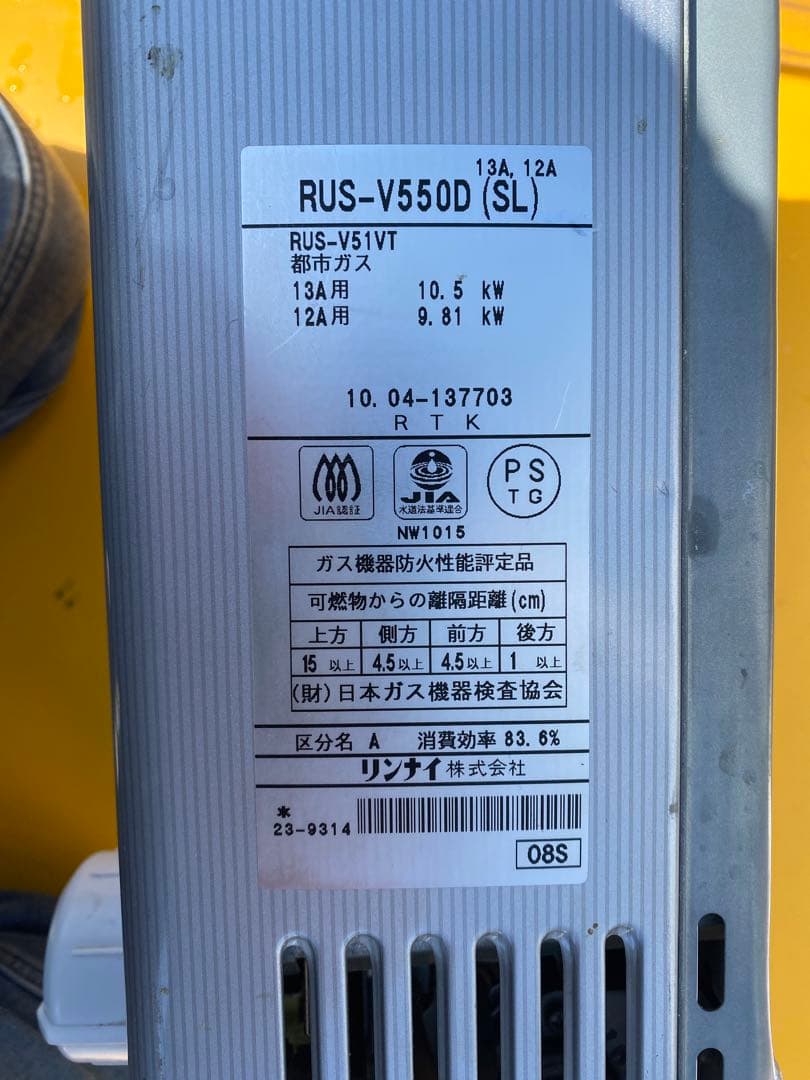 13A, 12A
RUS-V550D (SL)
RUS-V51VT
都市ガス
13A用 10.5 kW
12A用 9.81 kW
10.04-137703
R T K
JIA認証
JIA
水道法基準適合
PS
TG
NW1015
ガス機器防火性能評定品
可燃物からの離隔距離(cm)
上方 側方 前方 後方
15 以上 4.5以上 4.5以上 1 以上
(財)日本ガス機器検査協会
区分名 A 消費効率 83.6%
リンナイ株式会社
*
23-9314
08S